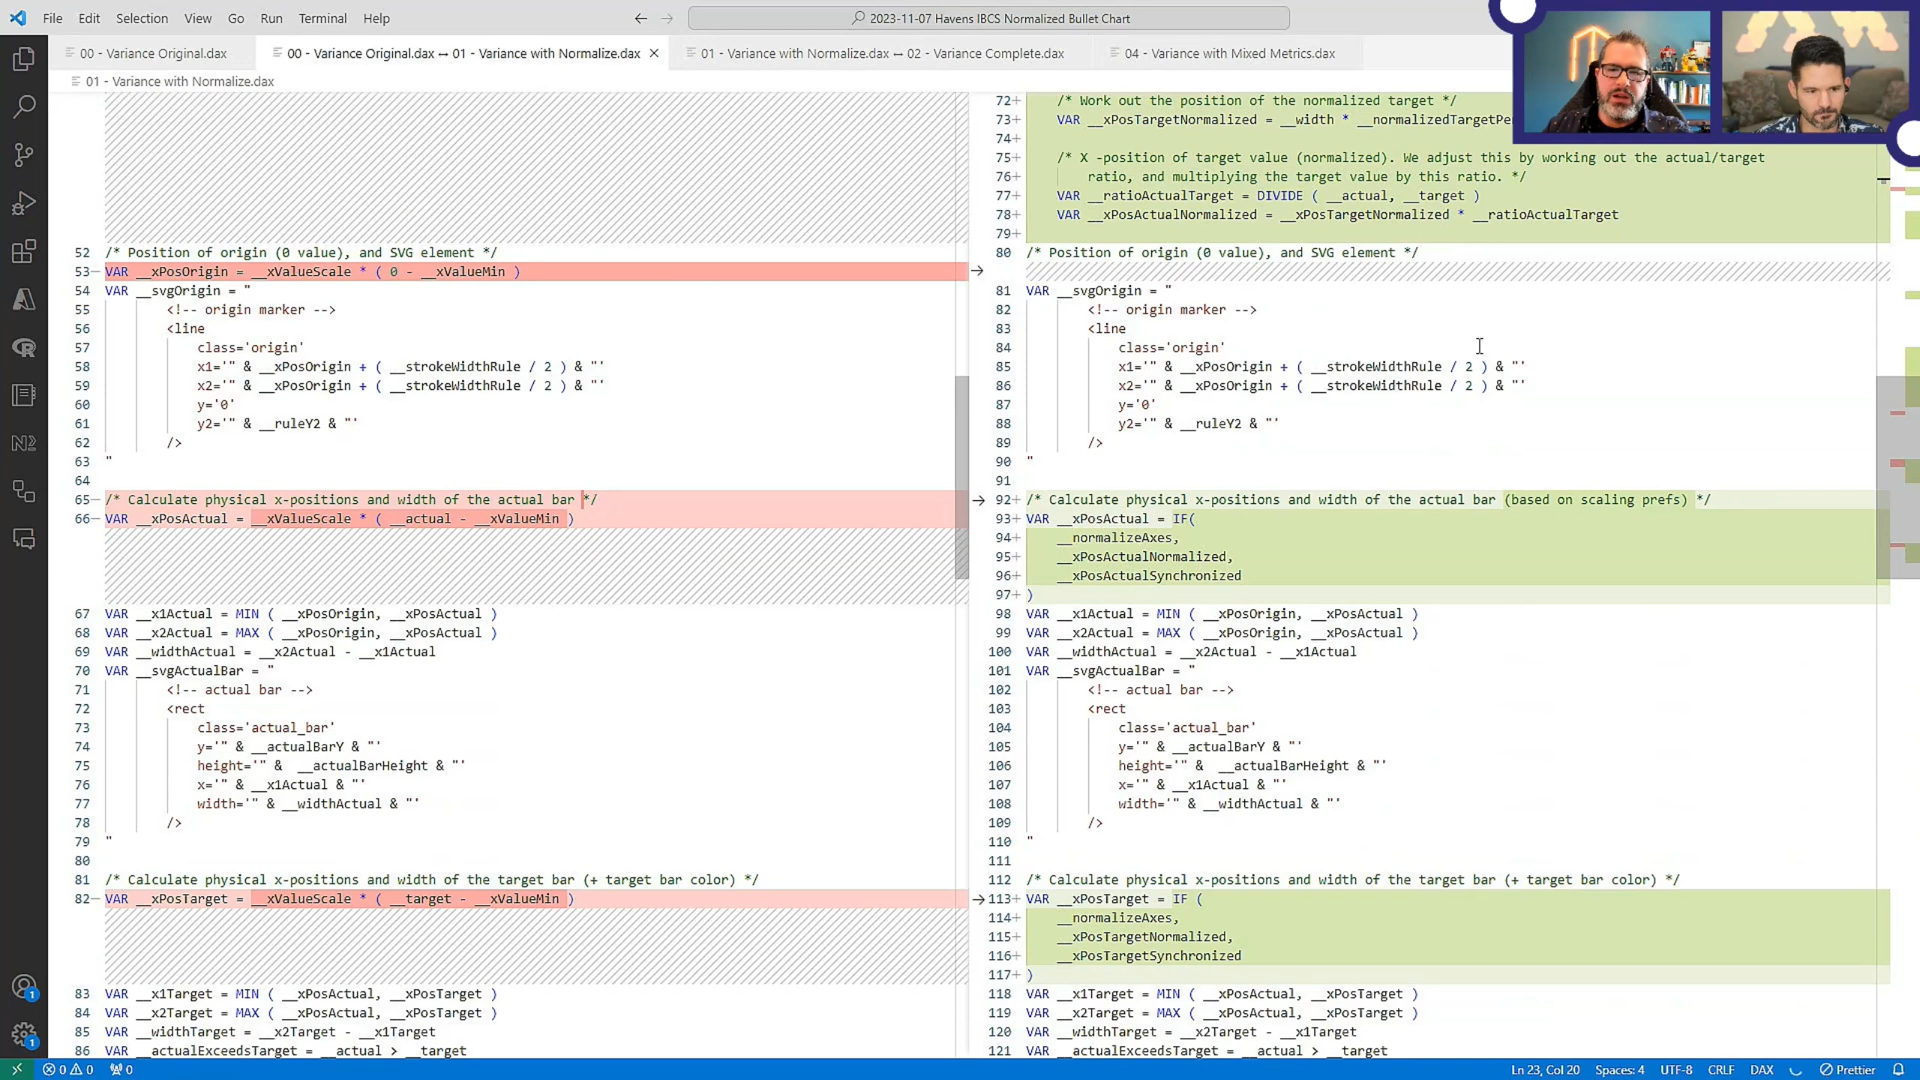 File Edit Selection View Go Run Terminal Help
2023-11-07 Havens IBCS Normalized Bullet Chart
00 - Variance Original.dax
00 - Variance Original.dax ↔ 01 - Variance with Normalize.dax
01 - Variance with Normalize.dax ↔ 02 - Variance Complete.dax
04 - Variance with Mixed Metrics.dax
01 - Variance with Normalize.dax
52 /* Position of origin (0 value), and SVG element */
53− VAR __xPosOrigin = __xValueScale * ( 0 - __xValueMin )
54 VAR __svgOrigin = "
55 <!-- origin marker -->
56 <line
57 class='origin'
58 x1='" & __xPosOrigin + ( __strokeWidthRule / 2 ) & "'
59 x2='" & __xPosOrigin + ( __strokeWidthRule / 2 ) & "'
60 y='0'
61 y2='" & __ruleY2 & "'
62 />
63 "
64
65− /* Calculate physical x-positions and width of the actual bar */
66− VAR __xPosActual = __xValueScale * ( __actual - __xValueMin )
67 VAR __x1Actual = MIN ( __xPosOrigin, __xPosActual )
68 VAR __x2Actual = MAX ( __xPosOrigin, __xPosActual )
69 VAR __widthActual = __x2Actual - __x1Actual
70 VAR __svgActualBar = "
71 <!-- actual bar -->
72 <rect
73 class='actual_bar'
74 y='" & __actualBarY & "'
75 height='" & __actualBarHeight & "'
76 x='" & __x1Actual & "'
77 width='" & __widthActual & "'
78 />
79 "
80
81 /* Calculate physical x-positions and width of the target bar (+ target bar color) */
82− VAR __xPosTarget = __xValueScale * ( __target - __xValueMin )
83 VAR __x1Target = MIN ( __xPosActual, __xPosTarget )
84 VAR __x2Target = MAX ( __xPosActual, __xPosTarget )
85 VAR __widthTarget = __x2Target - __x1Target
86 VAR __actualExceedsTarget = __actual > __target
72+ /* Work out the position of the normalized target */
73+ VAR __xPosTargetNormalized = __width *
74+
75+ /* X -position of target value (normalized). We adjust this by working out the actual/target
76+ ratio, and multiplying the target value by this ratio. */
77+ VAR __ratioActualTarget = DIVIDE ( __actual, __target )
78+ VAR __xPosActualNormalized = __xPosTargetNormalized * __ratioActualTarget
79+
80 /* Position of origin (0 value), and SVG element */
81 VAR __svgOrigin = "
82 <!-- origin marker -->
83 <line
84 class='origin'
85 x1='" & __xPosOrigin + ( __strokeWidthRule / 2 ) & "'
86 x2='" & __xPosOrigin + ( __strokeWidthRule / 2 ) & "'
87 y='0'
88 y2='" & __ruleY2 & "'
89 />
90 "
91
92+ /* Calculate physical x-positions and width of the actual bar (based on scaling prefs) */
93+ VAR __xPosActual = IF(
94+ __normalizeAxes,
95+ __xPosActualNormalized,
96+ __xPosActualSynchronized
97+ )
98 VAR __x1Actual = MIN ( __xPosOrigin, __xPosActual )
99 VAR __x2Actual = MAX ( __xPosOrigin, __xPosActual )
100 VAR __widthActual = __x2Actual - __x1Actual
101 VAR __svgActualBar = "
102 <!-- actual bar -->
103 <rect
104 class='actual_bar'
105 y='" & __actualBarY & "'
106 height='" & __actualBarHeight & "'
107 x='" & __x1Actual & "'
108 width='" & __widthActual & "'
109 />
110 "
111
112 /* Calculate physical x-positions and width of the target bar (+ target bar color) */
113+ VAR __xPosTarget = IF (
114+ __normalizeAxes,
115+ __xPosTargetNormalized,
116+ __xPosTargetSynchronized
117+ )
118 VAR __x1Target = MIN ( __xPosActual, __xPosTarget )
119 VAR __x2Target = MAX ( __xPosActual, __xPosTarget )
120 VAR __widthTarget = __x2Target - __x1Target
121 VAR __actualExceedsTarget = __actual > __target
1
1
0 0 0 Ln 23, Col 20 Spaces: 4 UTF-8 CRLF DAX Prettier